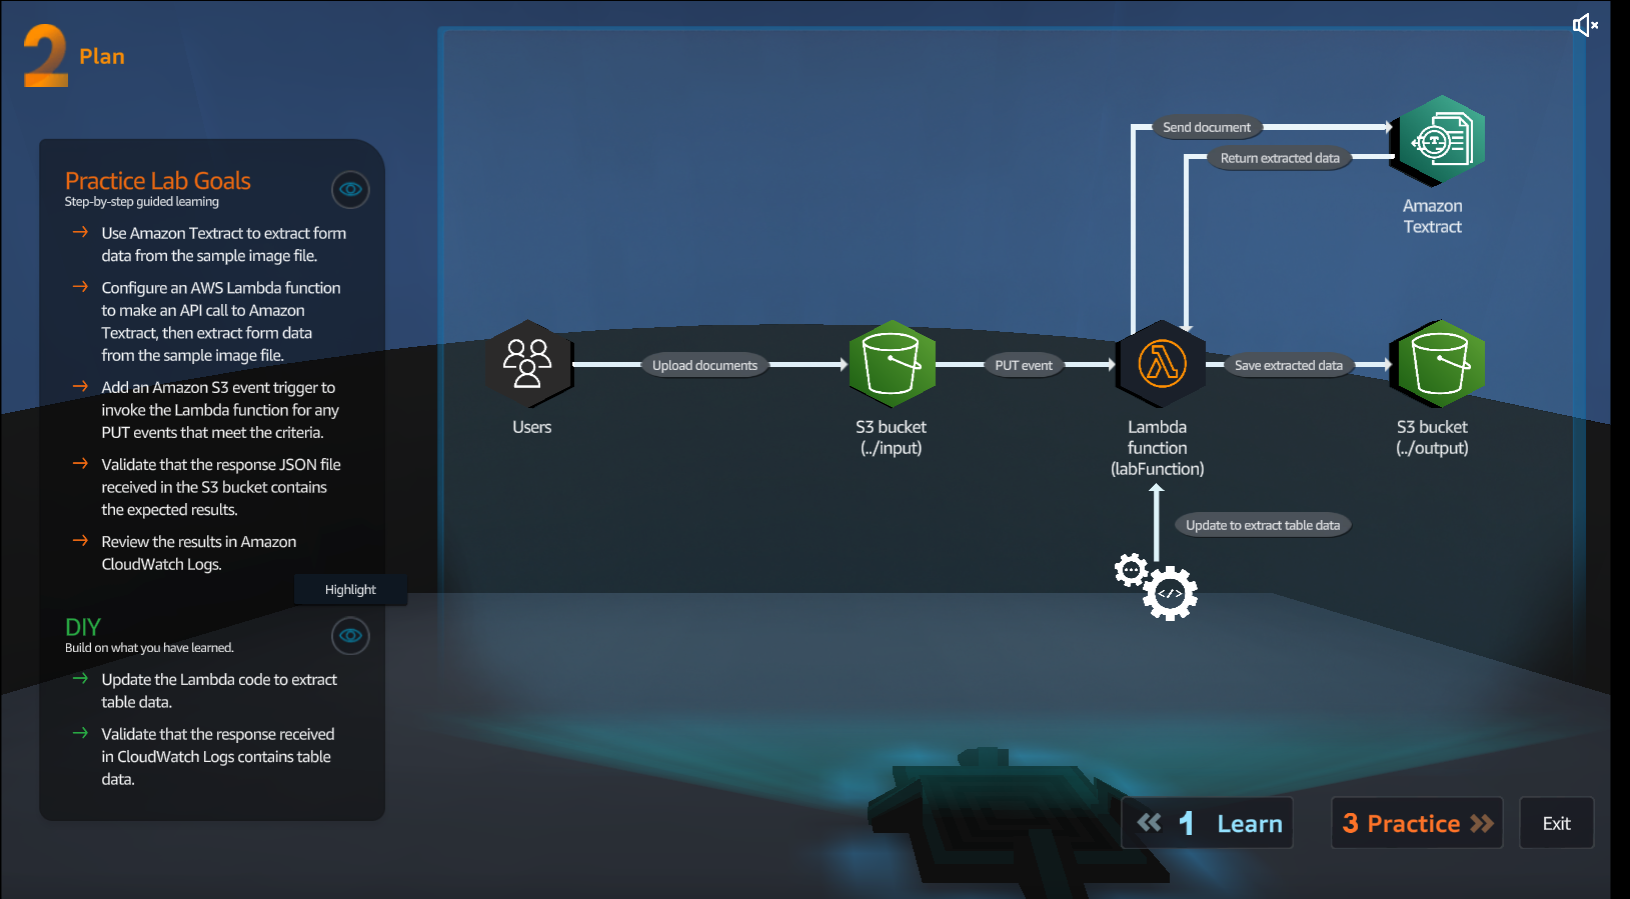 2 Plan
Practice Lab Goals
Step-by-step guided learning
Use Amazon Textract to extract form
data from the sample image file.
Configure an AWS Lambda function
to make an API call to Amazon
Textract, then extract form data
from the sample image file.
Add an Amazon S3 event trigger to
invoke the Lambda function for any
PUT events that meet the criteria.
Validate that the response JSON file
received in the S3 bucket contains
the expected results.
Review the results in Amazon
CloudWatch Logs.
Highlight
DIY
Build on what you have learned.
Update the Lambda code to extract
table data.
Validate that the response received
in CloudWatch Logs contains table
data.
Send document
Return extracted data
Amazon
Textract
Upload documents
PUT event
Save extracted data
Users
S3 bucket
(../input)
Lambda
function
(labFunction)
S3 bucket
(../output)
Update to extract table data
</>
1 Learn
3 Practice
Exit